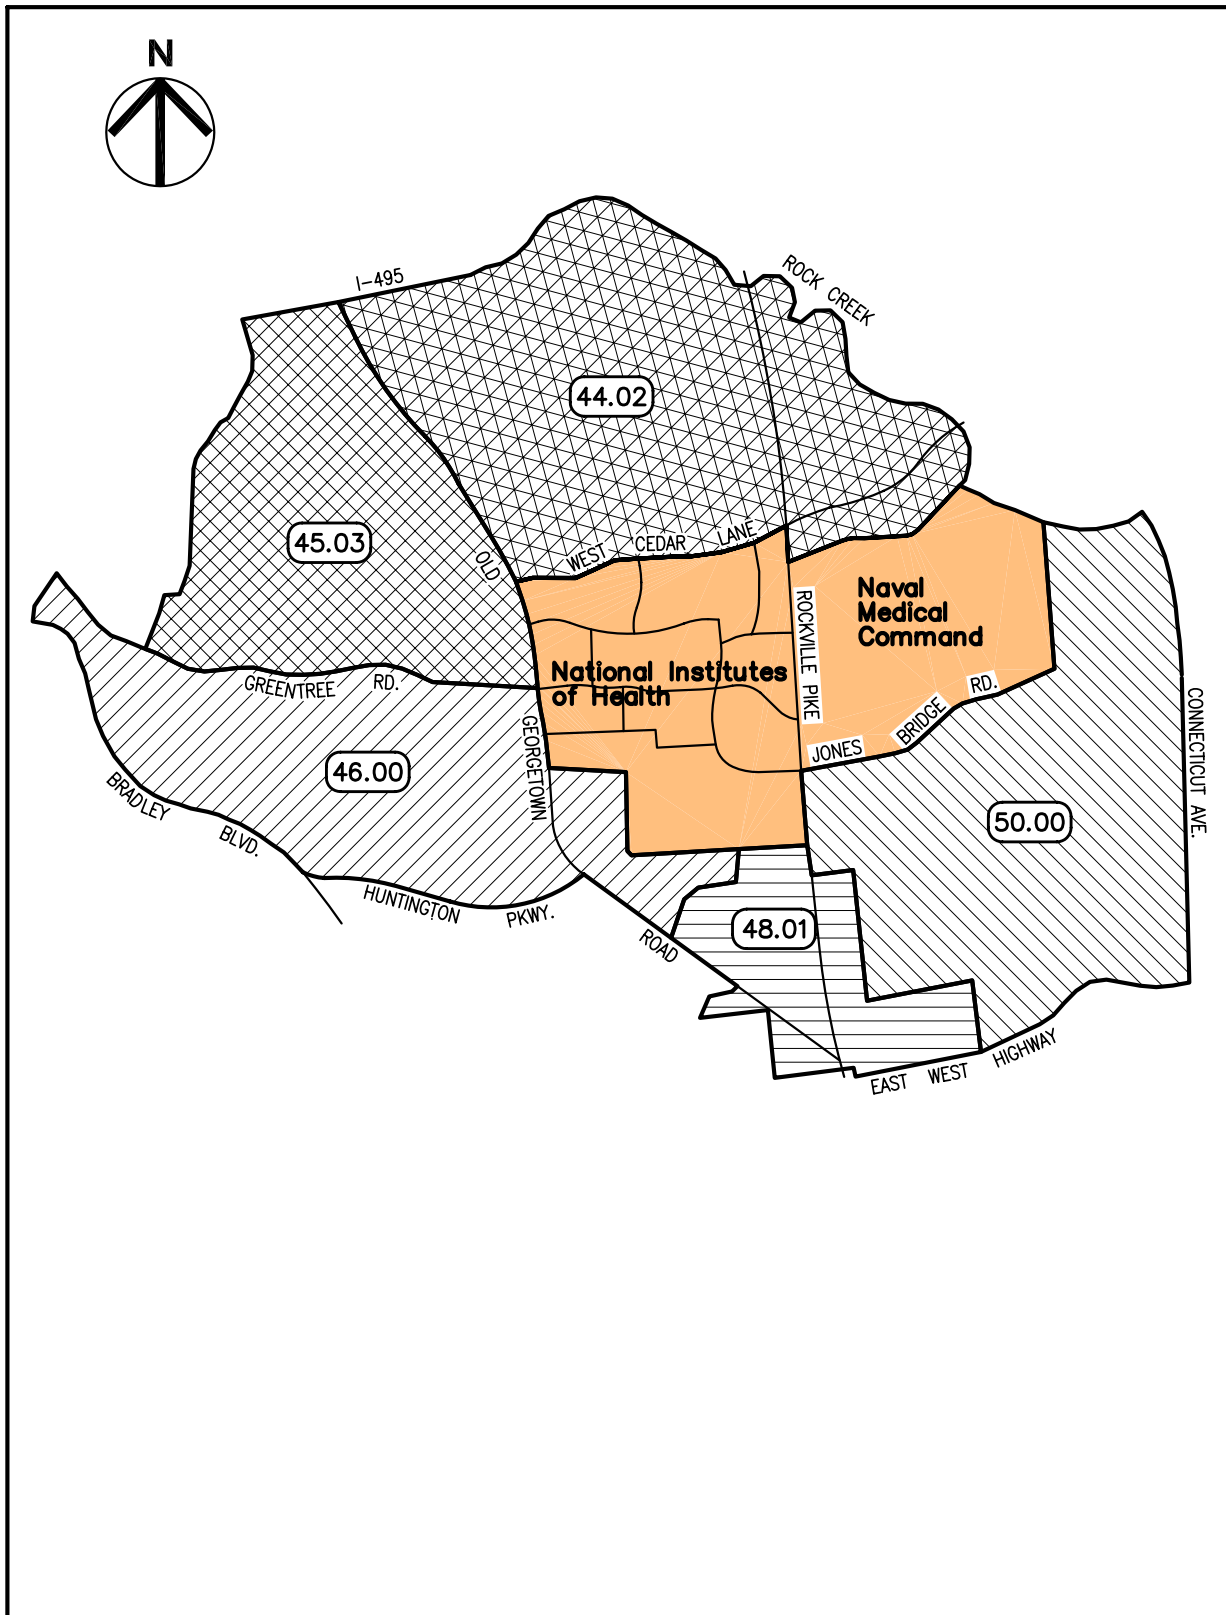 N
I-495
ROCK CREEK
44.02
45.03
OLD
WEST CEDAR LANE
Naval
Medical
Command
ROCKVILLE PIKE
National Institutes
of Health
GREENTREE RD.
JONES BRIDGE RD.
GEORGETOWN
CONNECTICUT AVE.
46.00
BRADLEY BLVD.
50.00
HUNTINGTON PKWY.
48.01
ROAD
EAST WEST HIGHWAY